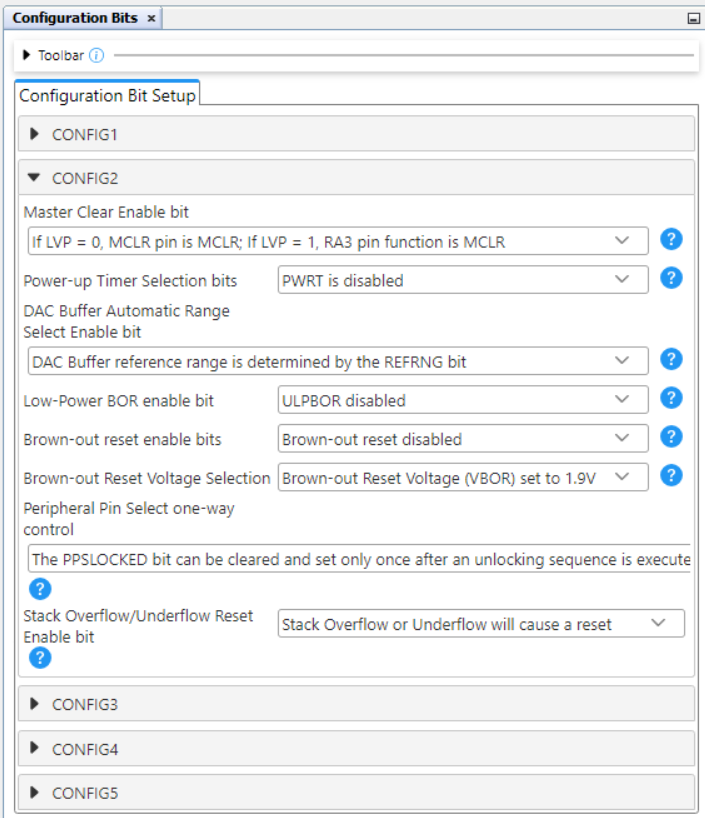 Configuration Bits ×
Toolbar
Configuration Bit Setup
CONFIG1
CONFIG2
Master Clear Enable bit
If LVP = 0, MCLR pin is MCLR; If LVP = 1, RA3 pin function is MCLR
?
Power-up Timer Selection bits PWRT is disabled ?
DAC Buffer Automatic Range
Select Enable bit
DAC Buffer reference range is determined by the REFRNG bit ?
Low-Power BOR enable bit ULPBOR disabled ?
Brown-out reset enable bits Brown-out reset disabled ?
Brown-out Reset Voltage Selection Brown-out Reset Voltage (VBOR) set to 1.9V ?
Peripheral Pin Select one-way
control
The PPSLOCKED bit can be cleared and set only once after an unlocking sequence is execute
?
Stack Overflow/Underflow Reset
Enable bit
Stack Overflow or Underflow will cause a reset
?
CONFIG3
CONFIG4
CONFIG5